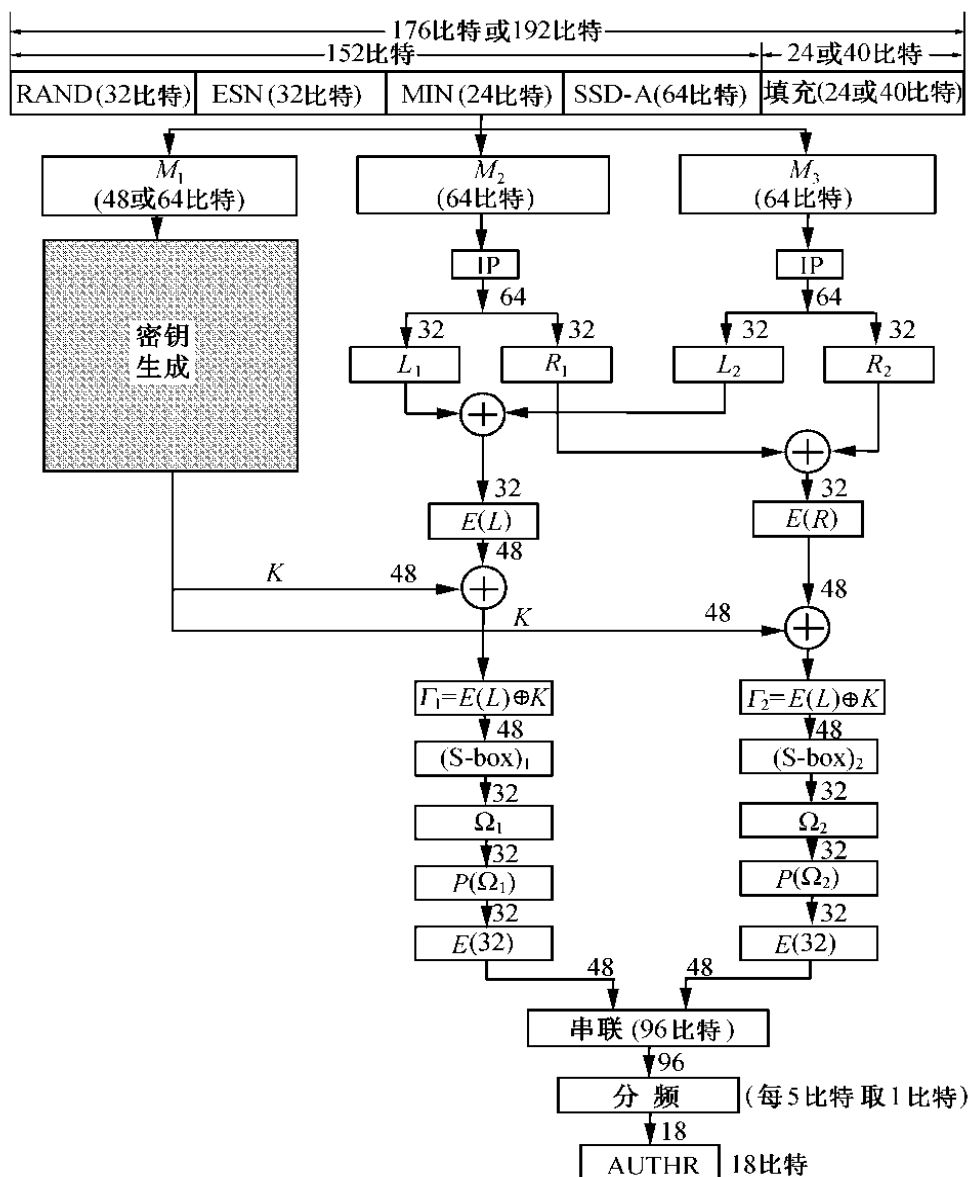 176比特或192比特
152比特 24或40比特
RAND(32比特) ESN(32比特) MIN(24比特) SSD-A(64比特) 填充(24或40比特)
M₁ M₂ M₃
(48或64比特) (64比特) (64比特)
IP IP
64 64
密钥
生成
32 32 32 32
L₁ R₁ L₂ R₂
32 32
E(L) E(R)
48 48
K 48
K 48
Γ₁=E(L)⊕K Γ₂=E(L)⊕K
48 48
(S-box)₁ (S-box)₂
32 32
Ω₁ Ω₂
32 32
P(Ω₁) P(Ω₂)
32 32
E(32) E(32)
48 48
串联(96比特)
96
分频 (每5比特取1比特)
18
AUTHR 18比特